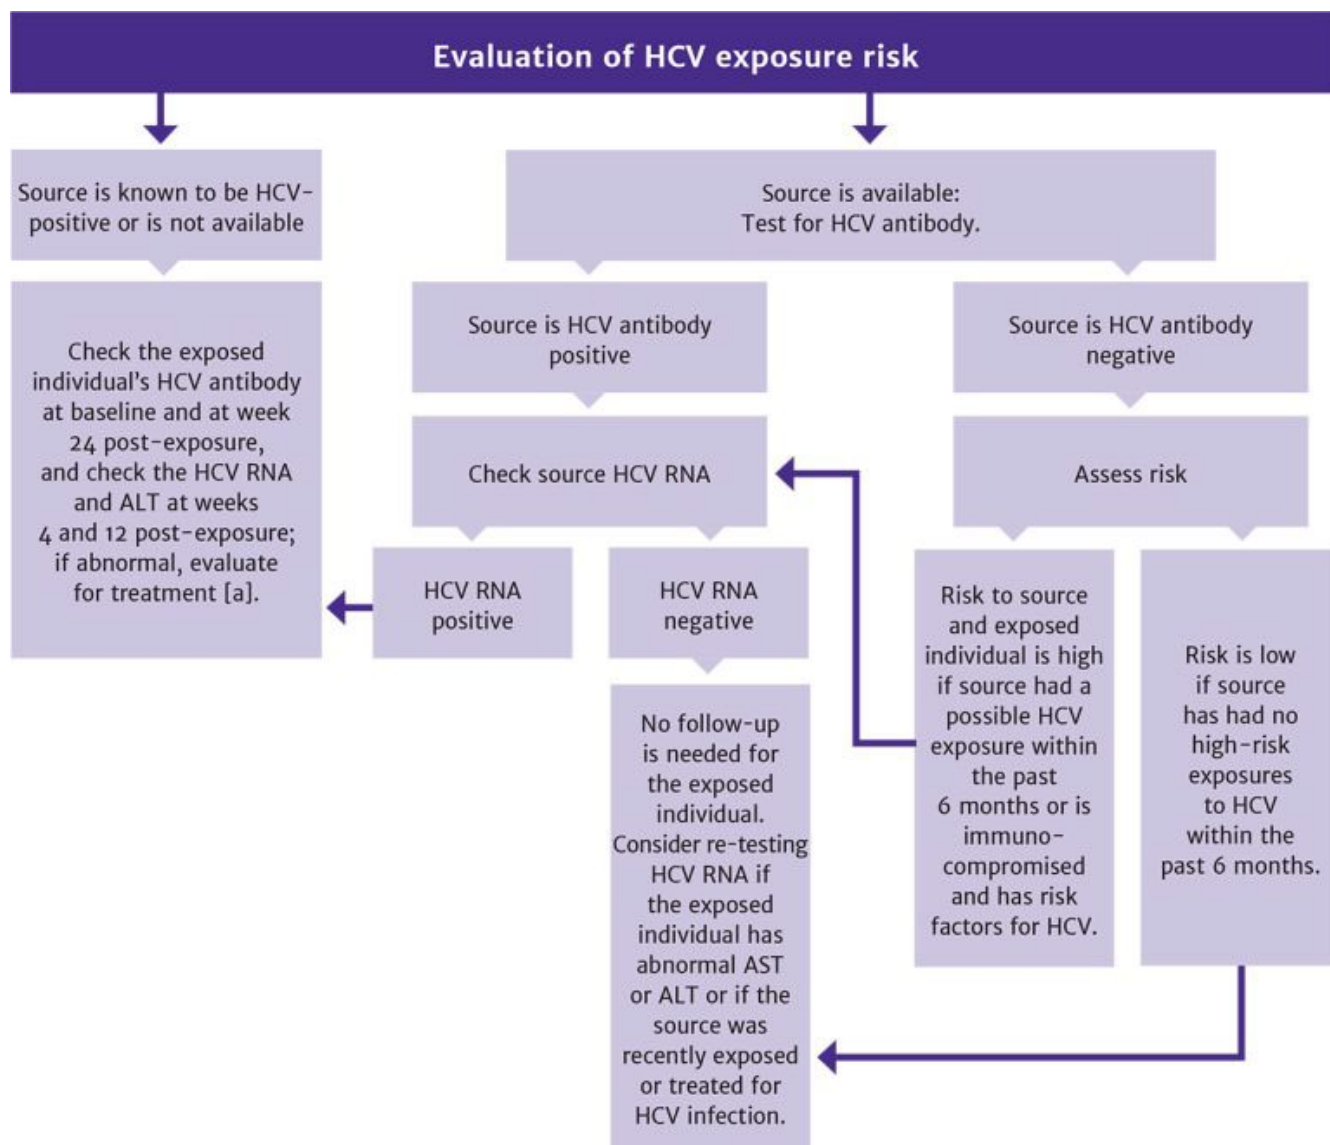 Evaluation of HCV exposure risk
Source is known to be HCV-
positive or is not available
Check the exposed
individual's HCV antibody
at baseline and at week
24 post-exposure,
and check the HCV RNA
and ALT at weeks
4 and 12 post-exposure;
if abnormal, evaluate
for treatment [a].
Source is available:
Test for HCV antibody.
Source is HCV antibody
positive
Check source HCV RNA
HCV RNA
positive
HCV RNA
negative
No follow-up
is needed for
the exposed
individual.
Consider re-testing
HCV RNA if
the exposed
individual has
abnormal AST
or ALT or if the
source was
recently exposed
or treated for
HCV infection.
Source is HCV antibody
negative
Assess risk
Risk to source
and exposed
individual is high
if source had a
possible HCV
exposure within
the past
6 months or is
immuno-
compromised
and has risk
factors for HCV.
Risk is low
if source
has had no
high-risk
exposures
to HCV
within the
past 6 months.